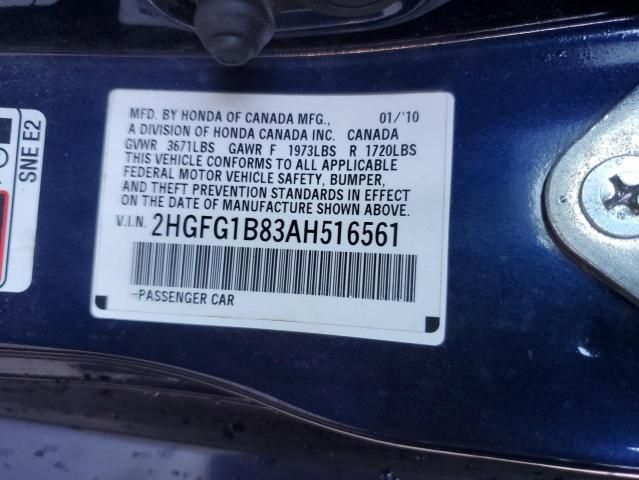 MFD. BY HONDA OF CANADA MFG., 01/'10
A DIVISION OF HONDA CANADA INC. CANADA
GVWR 3671LBS GAWR F 1973LBS R 1720LBS
THIS VEHICLE CONFORMS TO ALL APPLICABLE
FEDERAL MOTOR VEHICLE SAFETY, BUMPER,
AND THEFT PREVENTION STANDARDS IN EFFECT
ON THE DATE OF MANUFACTURE SHOWN ABOVE.
V.I.N. 2HGFG1B83AH516561
PASSENGER CAR
SNE E2